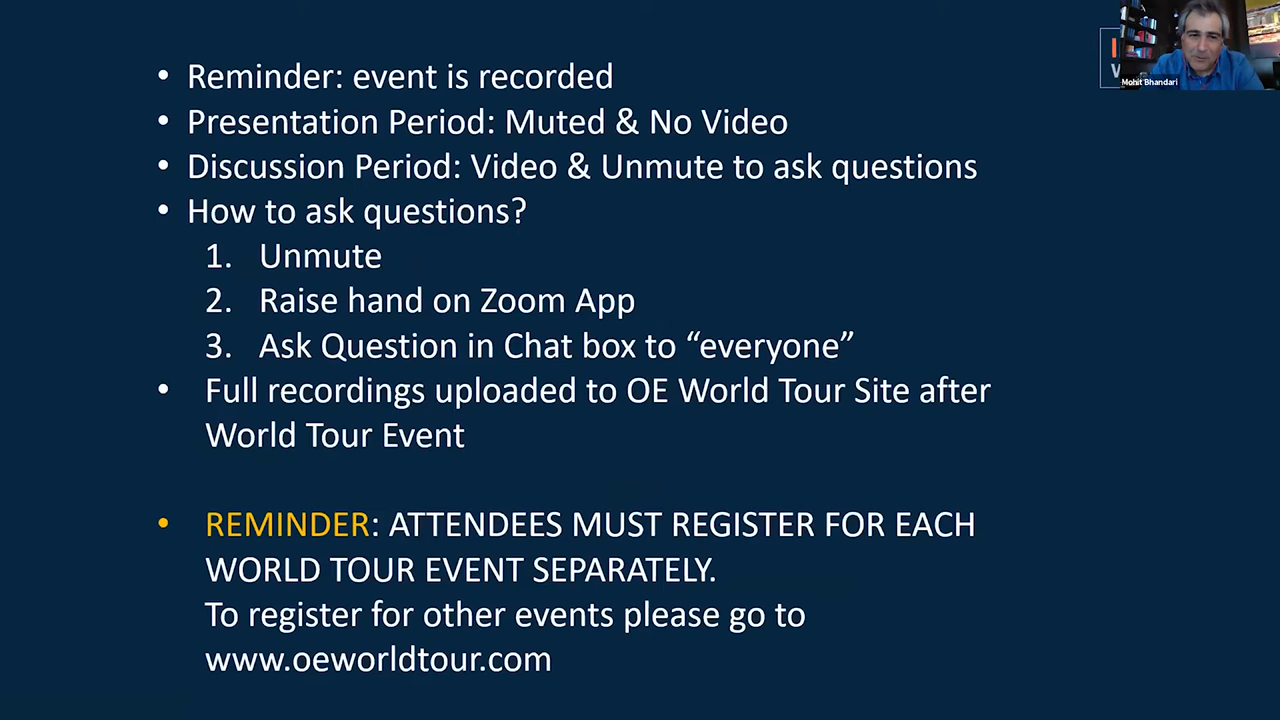 • Reminder: event is recorded
• Presentation Period: Muted & No Video
• Discussion Period: Video & Unmute to ask questions
• How to ask questions?
1. Unmute
2. Raise hand on Zoom App
3. Ask Question in Chat box to “everyone”
• Full recordings uploaded to OE World Tour Site after
World Tour Event
• REMINDER: ATTENDEES MUST REGISTER FOR EACH
WORLD TOUR EVENT SEPARATELY.
To register for other events please go to
www.oeworldtour.com
Mohit Bhandari